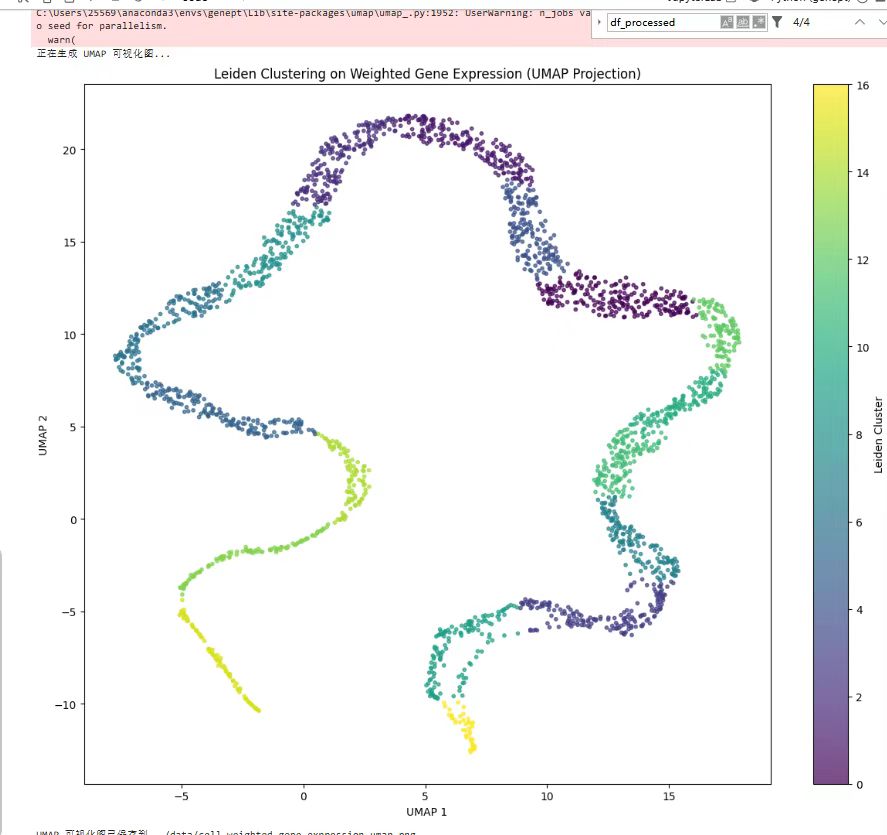 C:\Users\25569\anaconda3\envs\genept\Lib\site-packages\umap\umap_.py:1952: UserWarning: n_jobs va
o seed for parallelism.
warn(
df_processed
4/4
正在生成 UMAP 可视化图...
Leiden Clustering on Weighted Gene Expression (UMAP Projection)
20
15
10
5
0
−5
−10
UMAP 2
−5
0
5
10
15
UMAP 1
16
14
12
10
8
6
4
2
0
Leiden Cluster